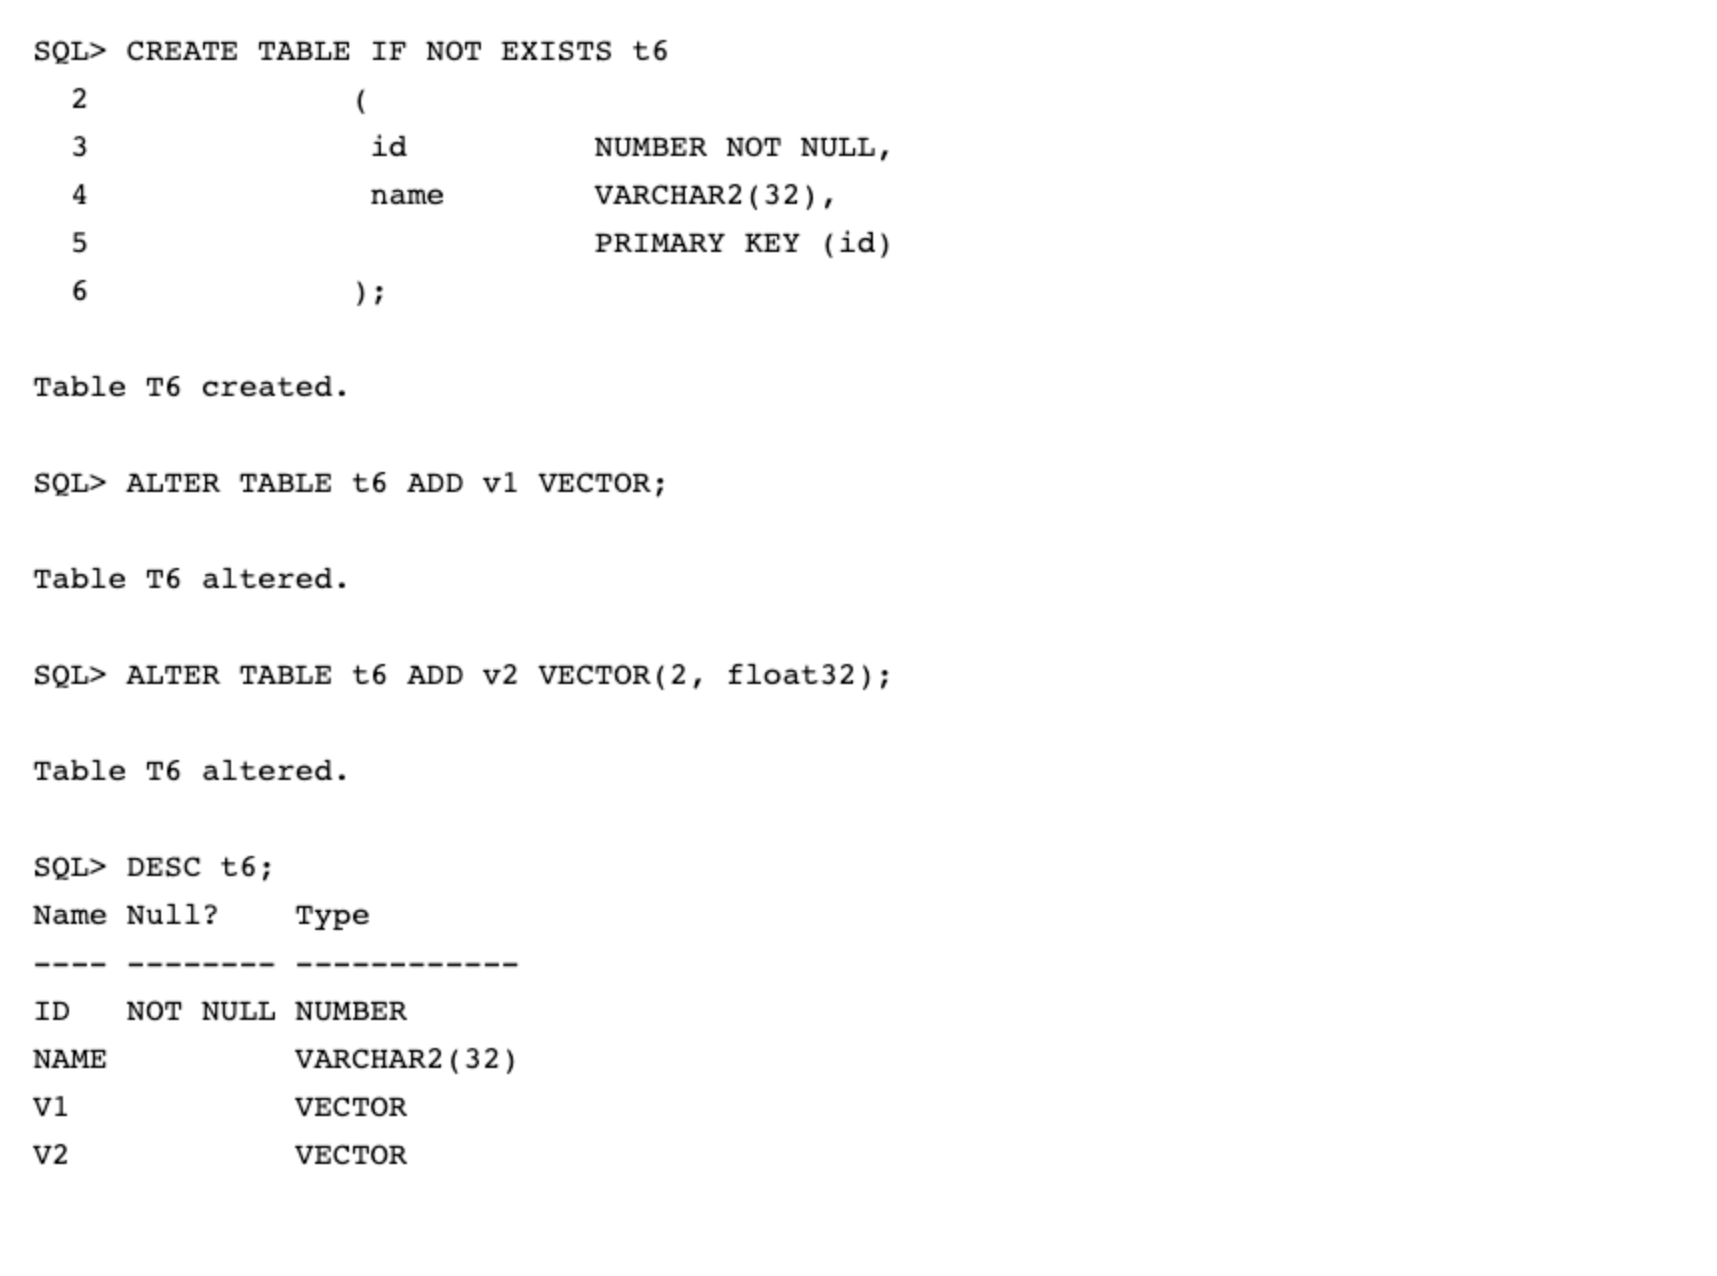 SQL> CREATE TABLE IF NOT EXISTS t6
  2              (
  3               id          NUMBER NOT NULL,
  4               name        VARCHAR2(32),
  5                           PRIMARY KEY (id)
  6              );
Table T6 created.
SQL> ALTER TABLE t6 ADD v1 VECTOR;
Table T6 altered.
SQL> ALTER TABLE t6 ADD v2 VECTOR(2, float32);
Table T6 altered.
SQL> DESC t6;
Name Null?    Type
---- -------- ------------
ID   NOT NULL NUMBER
NAME          VARCHAR2(32)
V1            VECTOR
V2            VECTOR